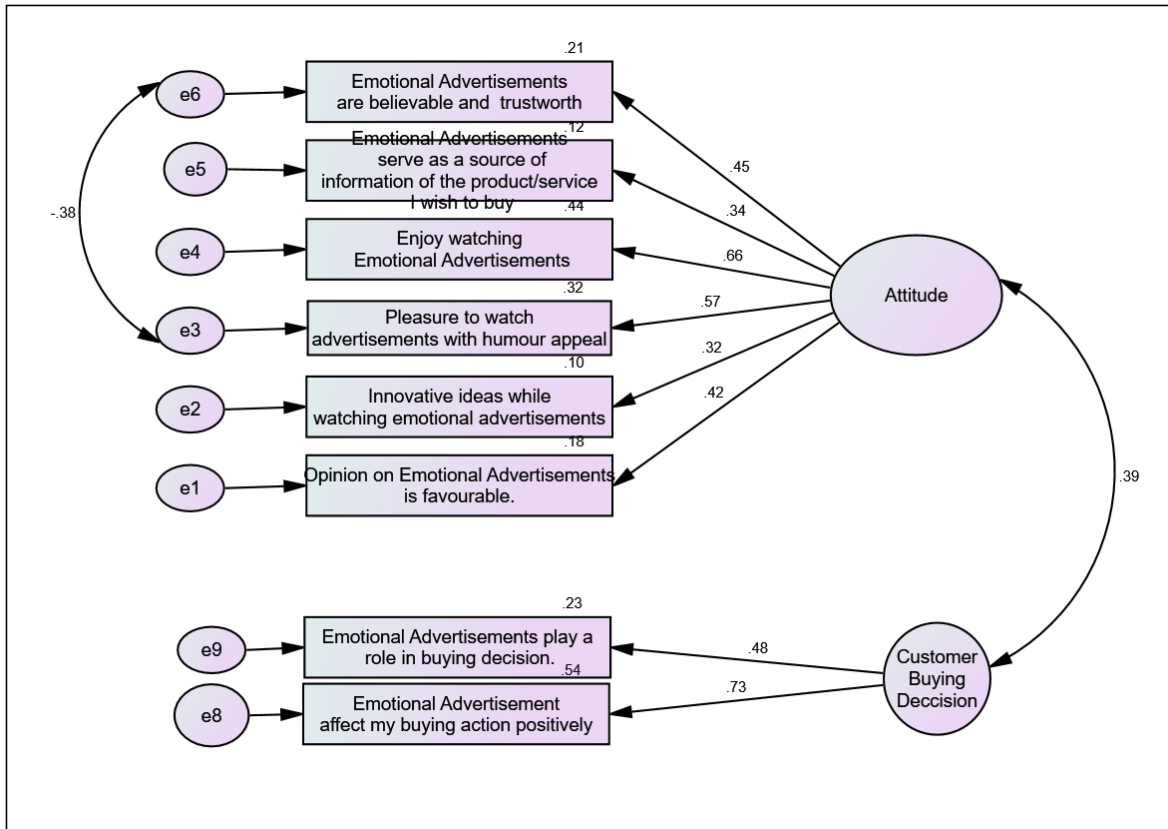 .21
e6
Emotional Advertisements
are believable and trustworth
.12
e5
Emotional Advertisements
serve as a source of
information of the product/service
I wish to buy
.44
e4
Enjoy watching
Emotional Advertisements
.32
e3
Pleasure to watch
advertisements with humour appeal
.10
e2
Innovative ideas while
watching emotional advertisements
.18
e1
Opinion on Emotional Advertisements
is favourable.
-.38
.45
.34
.66
.57
.32
.42
Attitude
.39
.23
e9
Emotional Advertisements play a
role in buying decision.
.54
e8
Emotional Advertisement
affect my buying action positively
.48
.73
Customer
Buying
Deccision